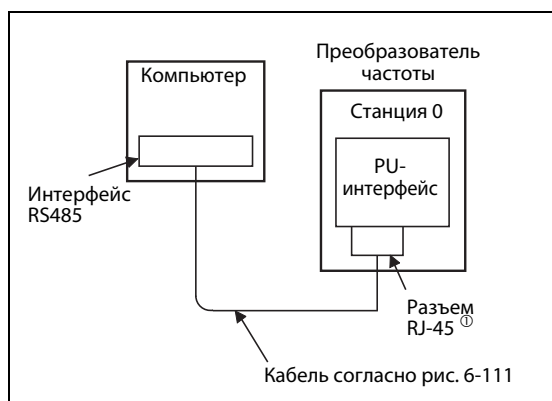 Преобразователь
частоты
Компьютер
Станция 0
PU-
интерфейс
Интерфейс
RS485
Разъем
RJ-45 ①
Кабель согласно рис. 6-111